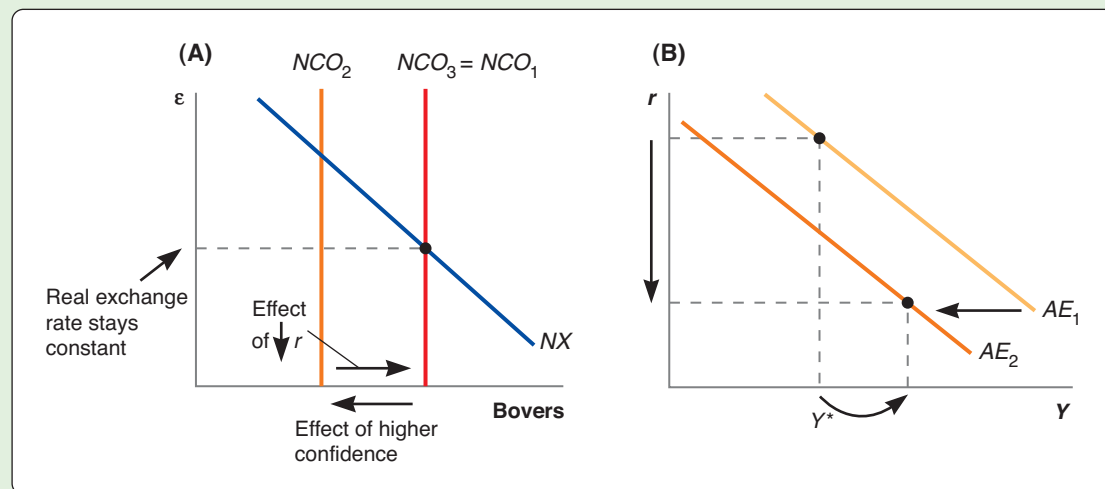 (A)
NCO2
NCO3 = NCO1
ε
Real exchange
rate stays
constant
Effect
of ↓ r
NX
Bovers
Effect of higher
confidence
(B)
r
AE1
AE2
Y*
Y